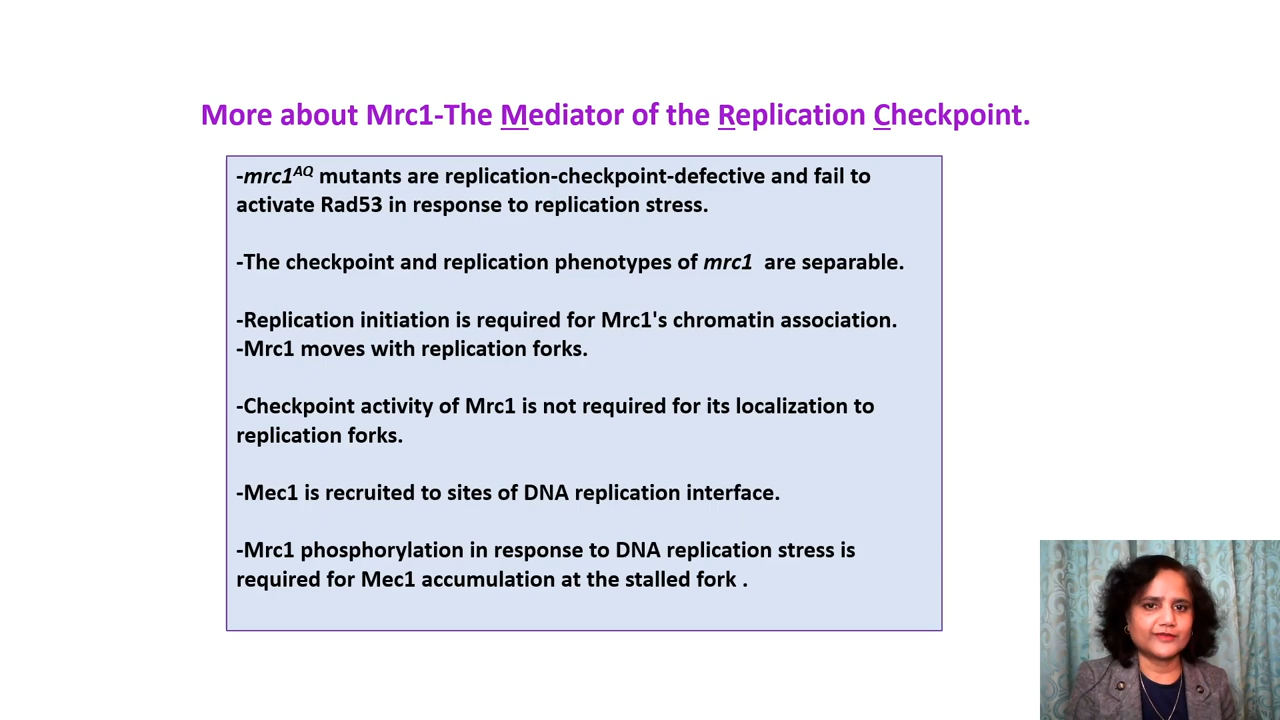 More about Mrc1-The Mediator of the Replication Checkpoint.
-mrc1AQ mutants are replication-checkpoint-defective and fail to
activate Rad53 in response to replication stress.
-The checkpoint and replication phenotypes of mrc1 are separable.
-Replication initiation is required for Mrc1's chromatin association.
-Mrc1 moves with replication forks.
-Checkpoint activity of Mrc1 is not required for its localization to
replication forks.
-Mec1 is recruited to sites of DNA replication interface.
-Mrc1 phosphorylation in response to DNA replication stress is
required for Mec1 accumulation at the stalled fork .